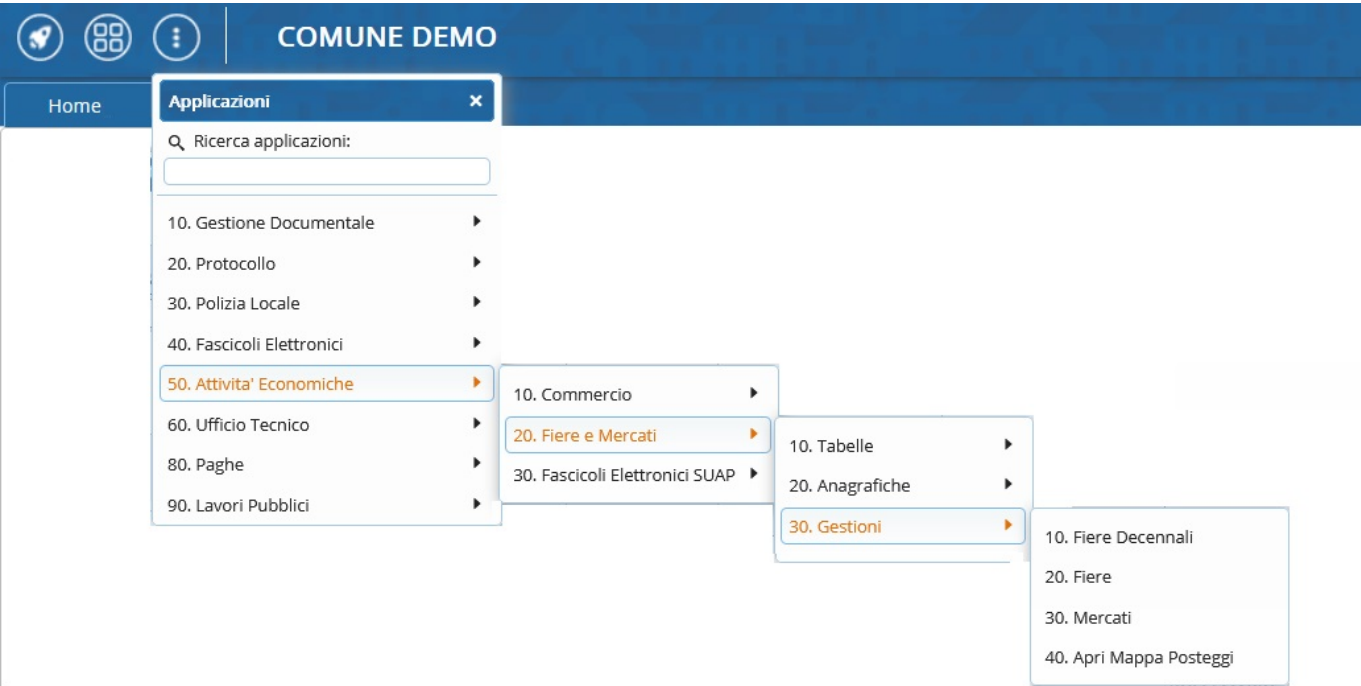 COMUNE DEMO
Home
Applicazioni
Ricerca applicazioni:
10. Gestione Documentale
20. Protocollo
30. Polizia Locale
40. Fascicoli Elettronici
50. Attivita' Economiche
60. Ufficio Tecnico
80. Paghe
90. Lavori Pubblici
10. Commercio
20. Fiere e Mercati
30. Fascicoli Elettronici SUAP
10. Tabelle
20. Anagrafiche
30. Gestioni
10. Fiere Decennali
20. Fiere
30. Mercati
40. Apri Mappa Posteggi